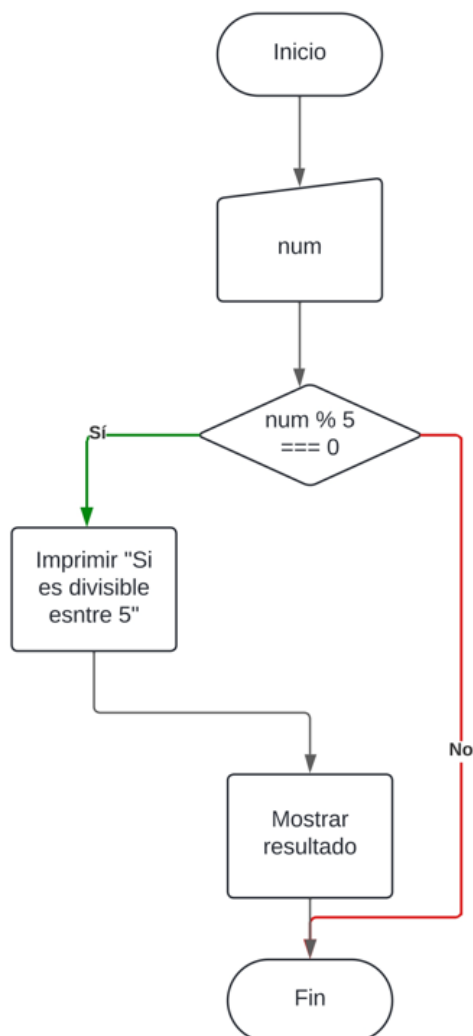 Inicio
num
num % 5
=== 0
Sí
Imprimir "Si
es divisible
esntre 5"
No
Mostrar
resultado
Fin